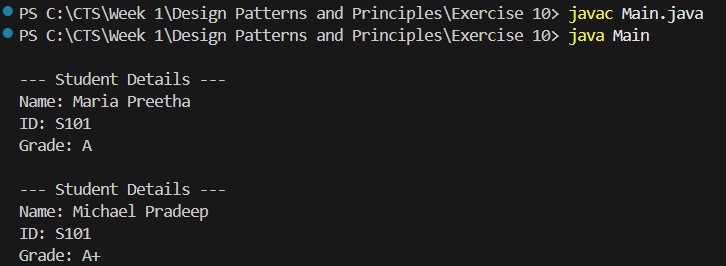 PS C:\CTS\Week 1\Design Patterns and Principles\Exercise 10> javac Main.java
PS C:\CTS\Week 1\Design Patterns and Principles\Exercise 10> java Main
--- Student Details ---
Name: Maria Preetha
ID: S101
Grade: A
--- Student Details ---
Name: Michael Pradeep
ID: S101
Grade: A+